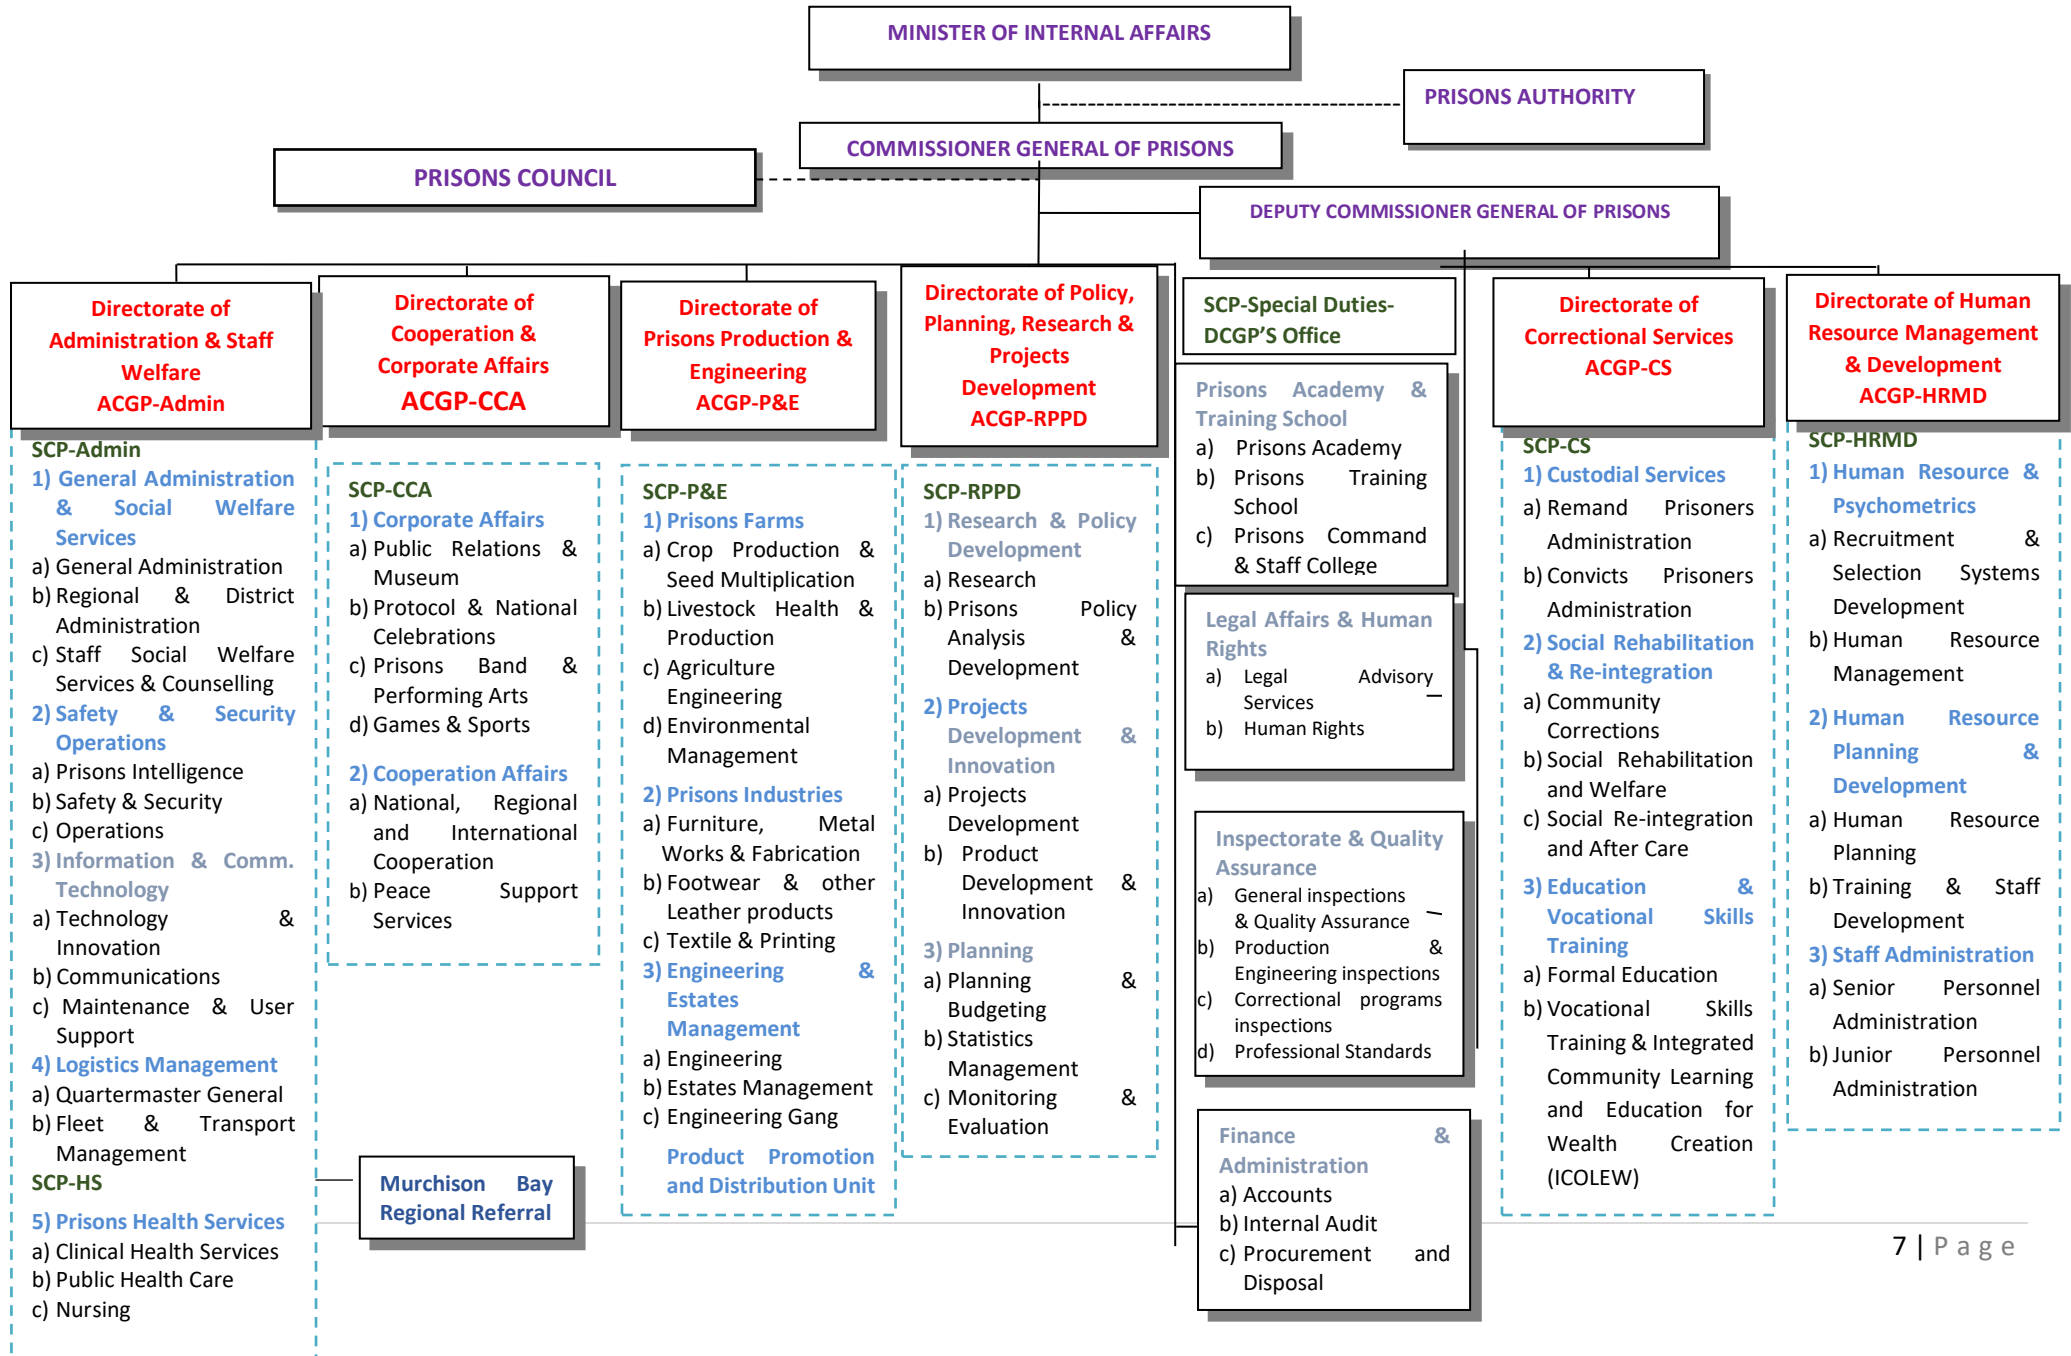 MINISTER OF INTERNAL AFFAIRS
PRISONS AUTHORITY
COMMISSIONER GENERAL OF PRISONS
PRISONS COUNCIL
DEPUTY COMMISSIONER GENERAL OF PRISONS
Directorate of
Administration & Staff
Welfare
ACGP-Admin
SCP-Admin
1) General Administration
& Social Welfare
Services
a) General Administration
b) Regional & District
Administration
c) Staff Social Welfare
Services & Counselling
2) Safety & Security
Operations
a) Prisons Intelligence
b) Safety & Security
c) Operations
3) Information & Comm.
Technology
a) Technology &
Innovation
b) Communications
c) Maintenance & User
Support
4) Logistics Management
a) Quartermaster General
b) Fleet & Transport
Management
SCP-HS
5) Prisons Health Services
a) Clinical Health Services
b) Public Health Care
c) Nursing
Directorate of
Cooperation &
Corporate Affairs
ACGP-CCA
SCP-CCA
1) Corporate Affairs
a) Public Relations &
Museum
b) Protocol & National
Celebrations
c) Prisons Band &
Performing Arts
d) Games & Sports
2) Cooperation Affairs
a) National, Regional
and International
Cooperation
b) Peace Support
Services
Murchison Bay
Regional Referral
Directorate of
Prisons Production &
Engineering
ACGP-P&E
SCP-P&E
1) Prisons Farms
a) Crop Production &
Seed Multiplication
b) Livestock Health &
Production
c) Agriculture
Engineering
d) Environmental
Management
2) Prisons Industries
a) Furniture, Metal
Works & Fabrication
b) Footwear & other
Leather products
c) Textile & Printing
3) Engineering &
Estates
Management
a) Engineering
b) Estates Management
c) Engineering Gang
Product Promotion
and Distribution Unit
Directorate of Policy,
Planning, Research &
Projects
Development
ACGP-RPPD
SCP-RPPD
1) Research & Policy
Development
a) Research
b) Prisons Policy
Analysis &
Development
2) Projects
Development &
Innovation
a) Projects
Development
b) Product
Development &
Innovation
3) Planning
a) Planning &
Budgeting
b) Statistics
Management
c) Monitoring &
Evaluation
SCP-Special Duties-
DCGP'S Office
Prisons Academy &
Training School
a) Prisons Academy
b) Prisons Training
School
c) Prisons Command
& Staff College
Legal Affairs & Human
Rights
a) Legal Advisory
Services
b) Human Rights
Inspectorate & Quality
Assurance
a) General inspections
& Quality Assurance
b) Production &
Engineering inspections
c) Correctional programs
inspections
d) Professional Standards
Finance &
Administration
a) Accounts
b) Internal Audit
c) Procurement and
Disposal
Directorate of
Correctional Services
ACGP-CS
SCP-CS
1) Custodial Services
a) Remand Prisoners
Administration
b) Convicts Prisoners
Administration
2) Social Rehabilitation
& Re-integration
a) Community
Corrections
b) Social Rehabilitation
and Welfare
c) Social Re-integration
and After Care
3) Education &
Vocational Skills
Training
a) Formal Education
b) Vocational Skills
Training & Integrated
Community Learning
and Education for
Wealth Creation
(ICOLEW)
Directorate of Human
Resource Management
& Development
ACGP-HRMD
SCP-HRMD
1) Human Resource &
Psychometrics
a) Recruitment &
Selection Systems
Development
b) Human Resource
Management
2) Human Resource
Planning &
Development
a) Human Resource
Planning
b) Training & Staff
Development
3) Staff Administration
a) Senior Personnel
Administration
b) Junior Personnel
Administration
7 | Page